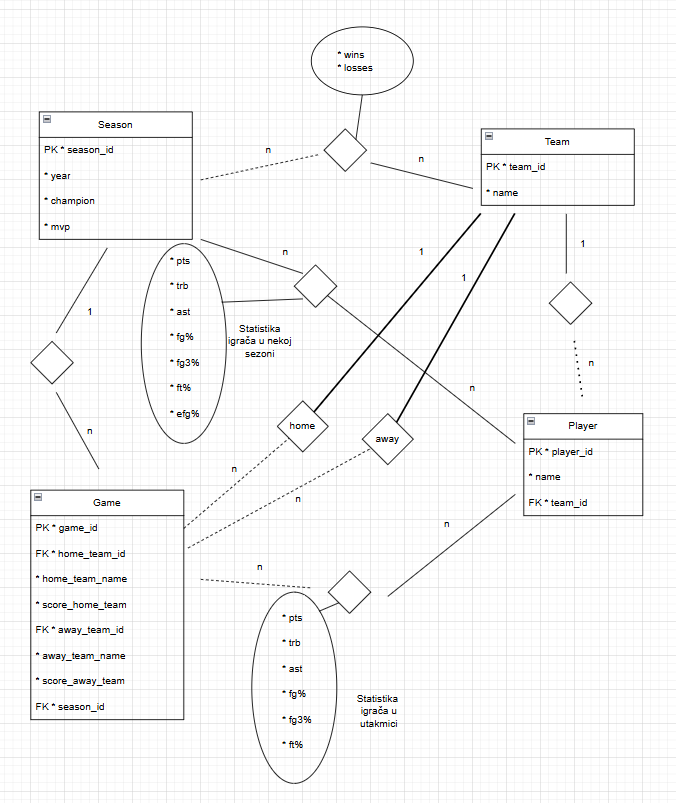 * wins
* losses
Season
PK * season_id
* year
* champion
* mvp
n
n
Team
PK * team_id
* name
1
1
1
n
* pts
* trb
* ast
* fg%
* fg3%
* ft%
* efg%
Statistika
igrača u nekoj
sezoni
1
n
n
n
home
away
Player
PK * player_id
* name
FK * team_id
n
n
n
Game
PK * game_id
FK * home_team_id
* home_team_name
* score_home_team
FK * away_team_id
* away_team_name
* score_away_team
FK * season_id
n
n
* pts
* trb
* ast
* fg%
* fg3%
* ft%
Statistika
igrača u
utakmici